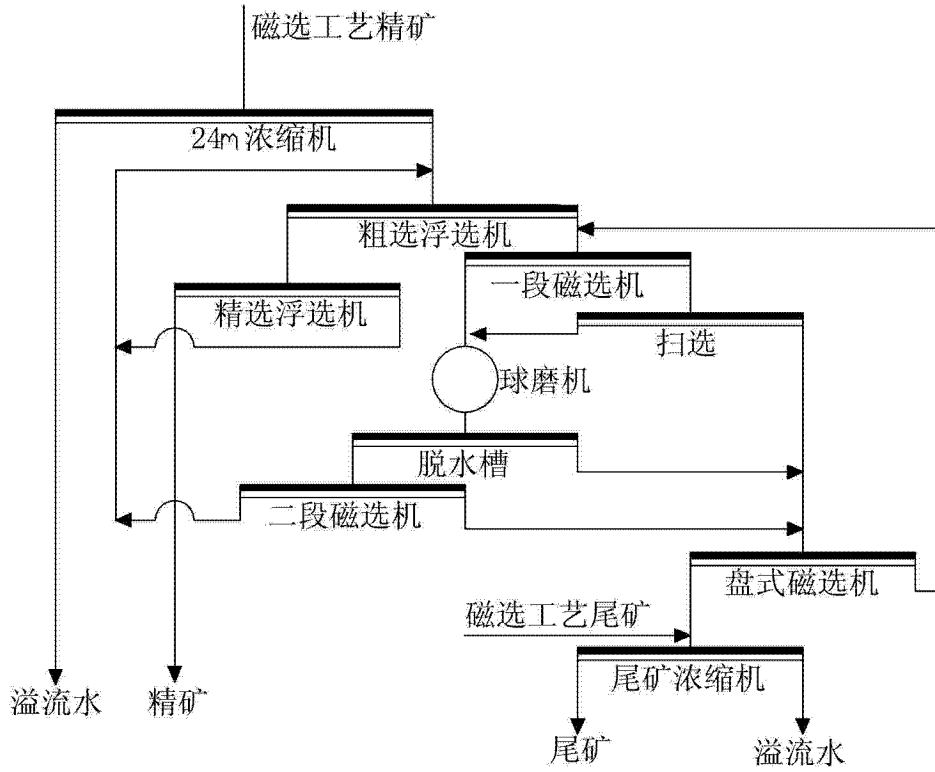 磁选工艺精矿
24m浓缩机
粗选浮选机
一段磁选机
精选浮选机
扫选
球磨机
脱水槽
二段磁选机
盘式磁选机
磁选工艺尾矿
尾矿浓缩机
溢流水
精矿
尾矿
溢流水